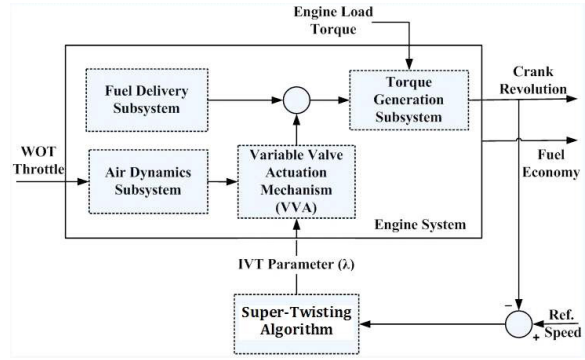 Engine Load
Torque
Fuel Delivery
Subsystem
Torque
Generation
Subsystem
Crank
Revolution
WOT
Throttle
Air Dynamics
Subsystem
Variable Valve
Actuation
Mechanism
(VVA)
Fuel
Economy
Engine System
IVT Parameter (λ)
Super-Twisting
Algorithm
−
+
Ref.
Speed